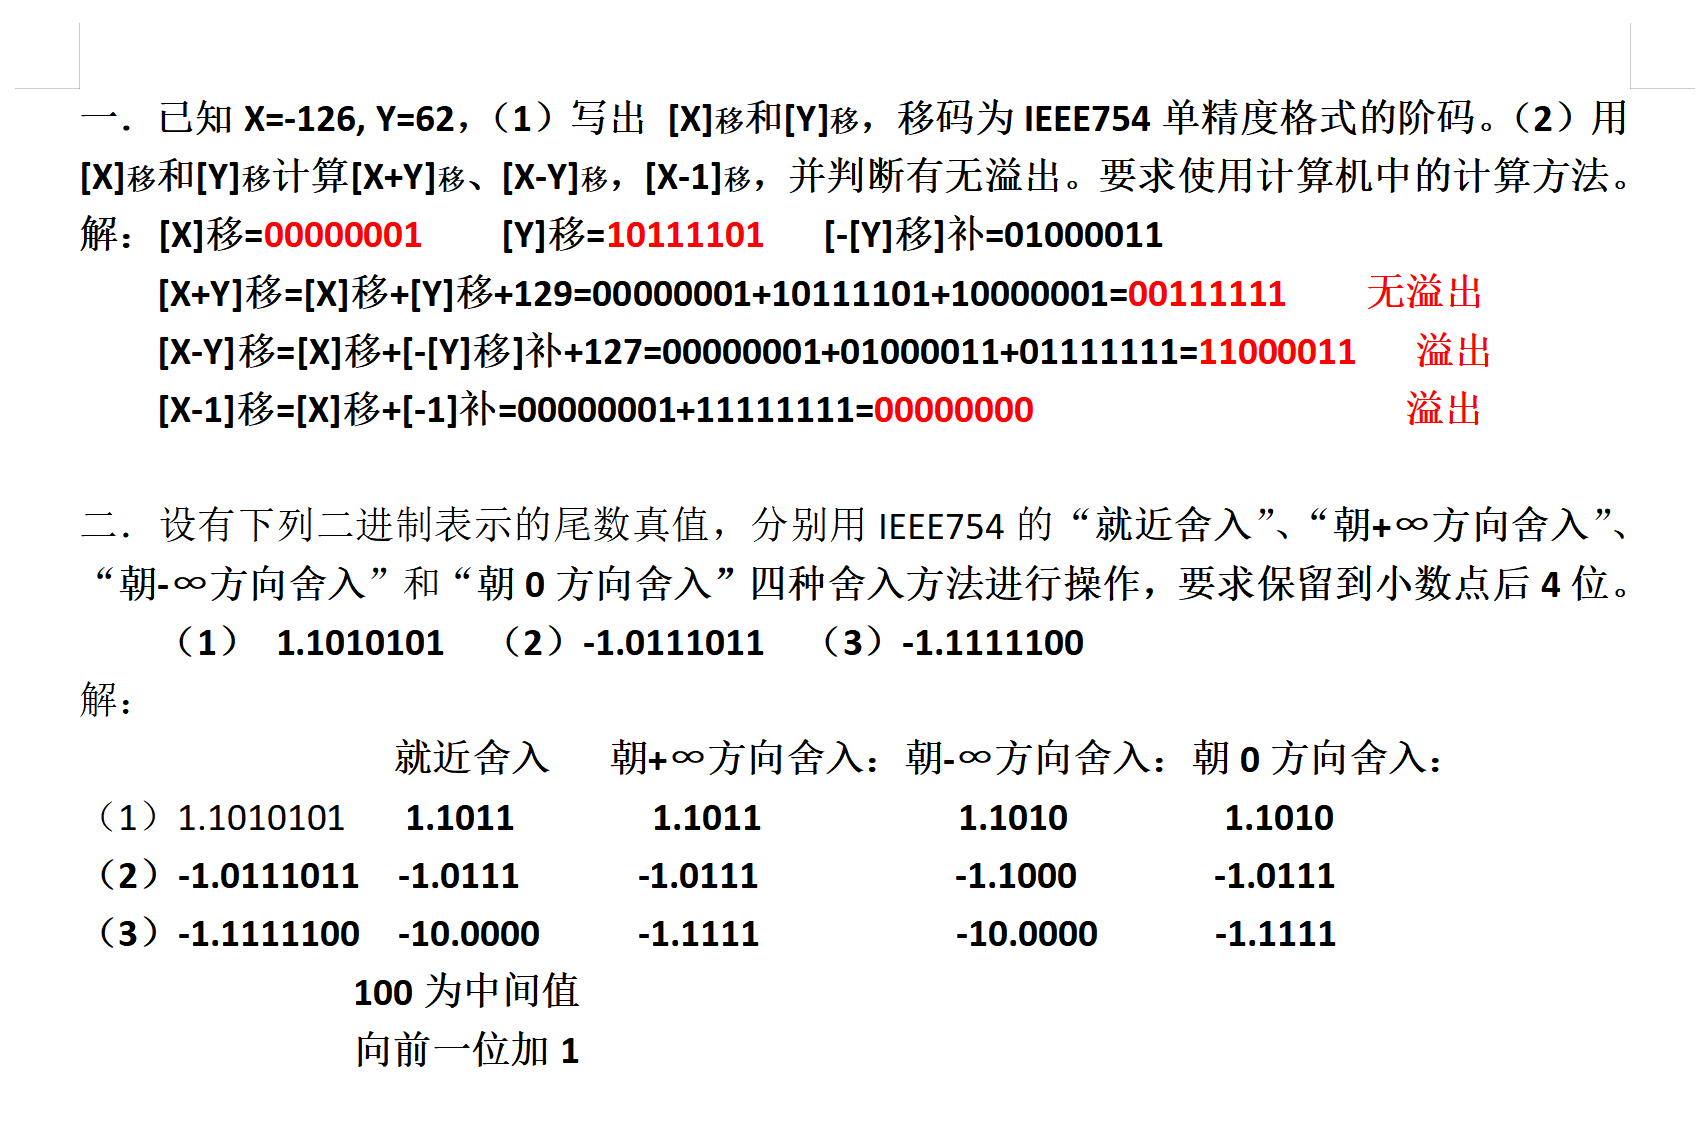 一．已知 X=-126, Y=62，（1）写出 [X]移和[Y]移，移码为 IEEE754 单精度格式的阶码。（2）用
[X]移和[Y]移计算[X+Y]移、[X-Y]移，[X-1]移，并判断有无溢出。要求使用计算机中的计算方法。
解：[X]移=00000001 [Y]移=10111101 [-[Y]移]补=01000011
[X+Y]移=[X]移+[Y]移+129=00000001+10111101+10000001=00111111 无溢出
[X-Y]移=[X]移+[-[Y]移]补+127=00000001+01000011+01111111=11000011 溢出
[X-1]移=[X]移+[-1]补=00000001+11111111=00000000 溢出
二．设有下列二进制表示的尾数真值，分别用 IEEE754 的“就近舍入”、“朝+∞方向舍入”、
“朝-∞方向舍入”和“朝 0 方向舍入”四种舍入方法进行操作，要求保留到小数点后 4 位。
（1） 1.1010101 （2）-1.0111011 （3）-1.1111100
解：
就近舍入 朝+∞方向舍入：朝-∞方向舍入：朝 0 方向舍入：
（1）1.1010101 1.1011 1.1011 1.1010 1.1010
（2）-1.0111011 -1.0111 -1.0111 -1.1000 -1.0111
（3）-1.1111100 -10.0000 -1.1111 -10.0000 -1.1111
100 为中间值
向前一位加 1